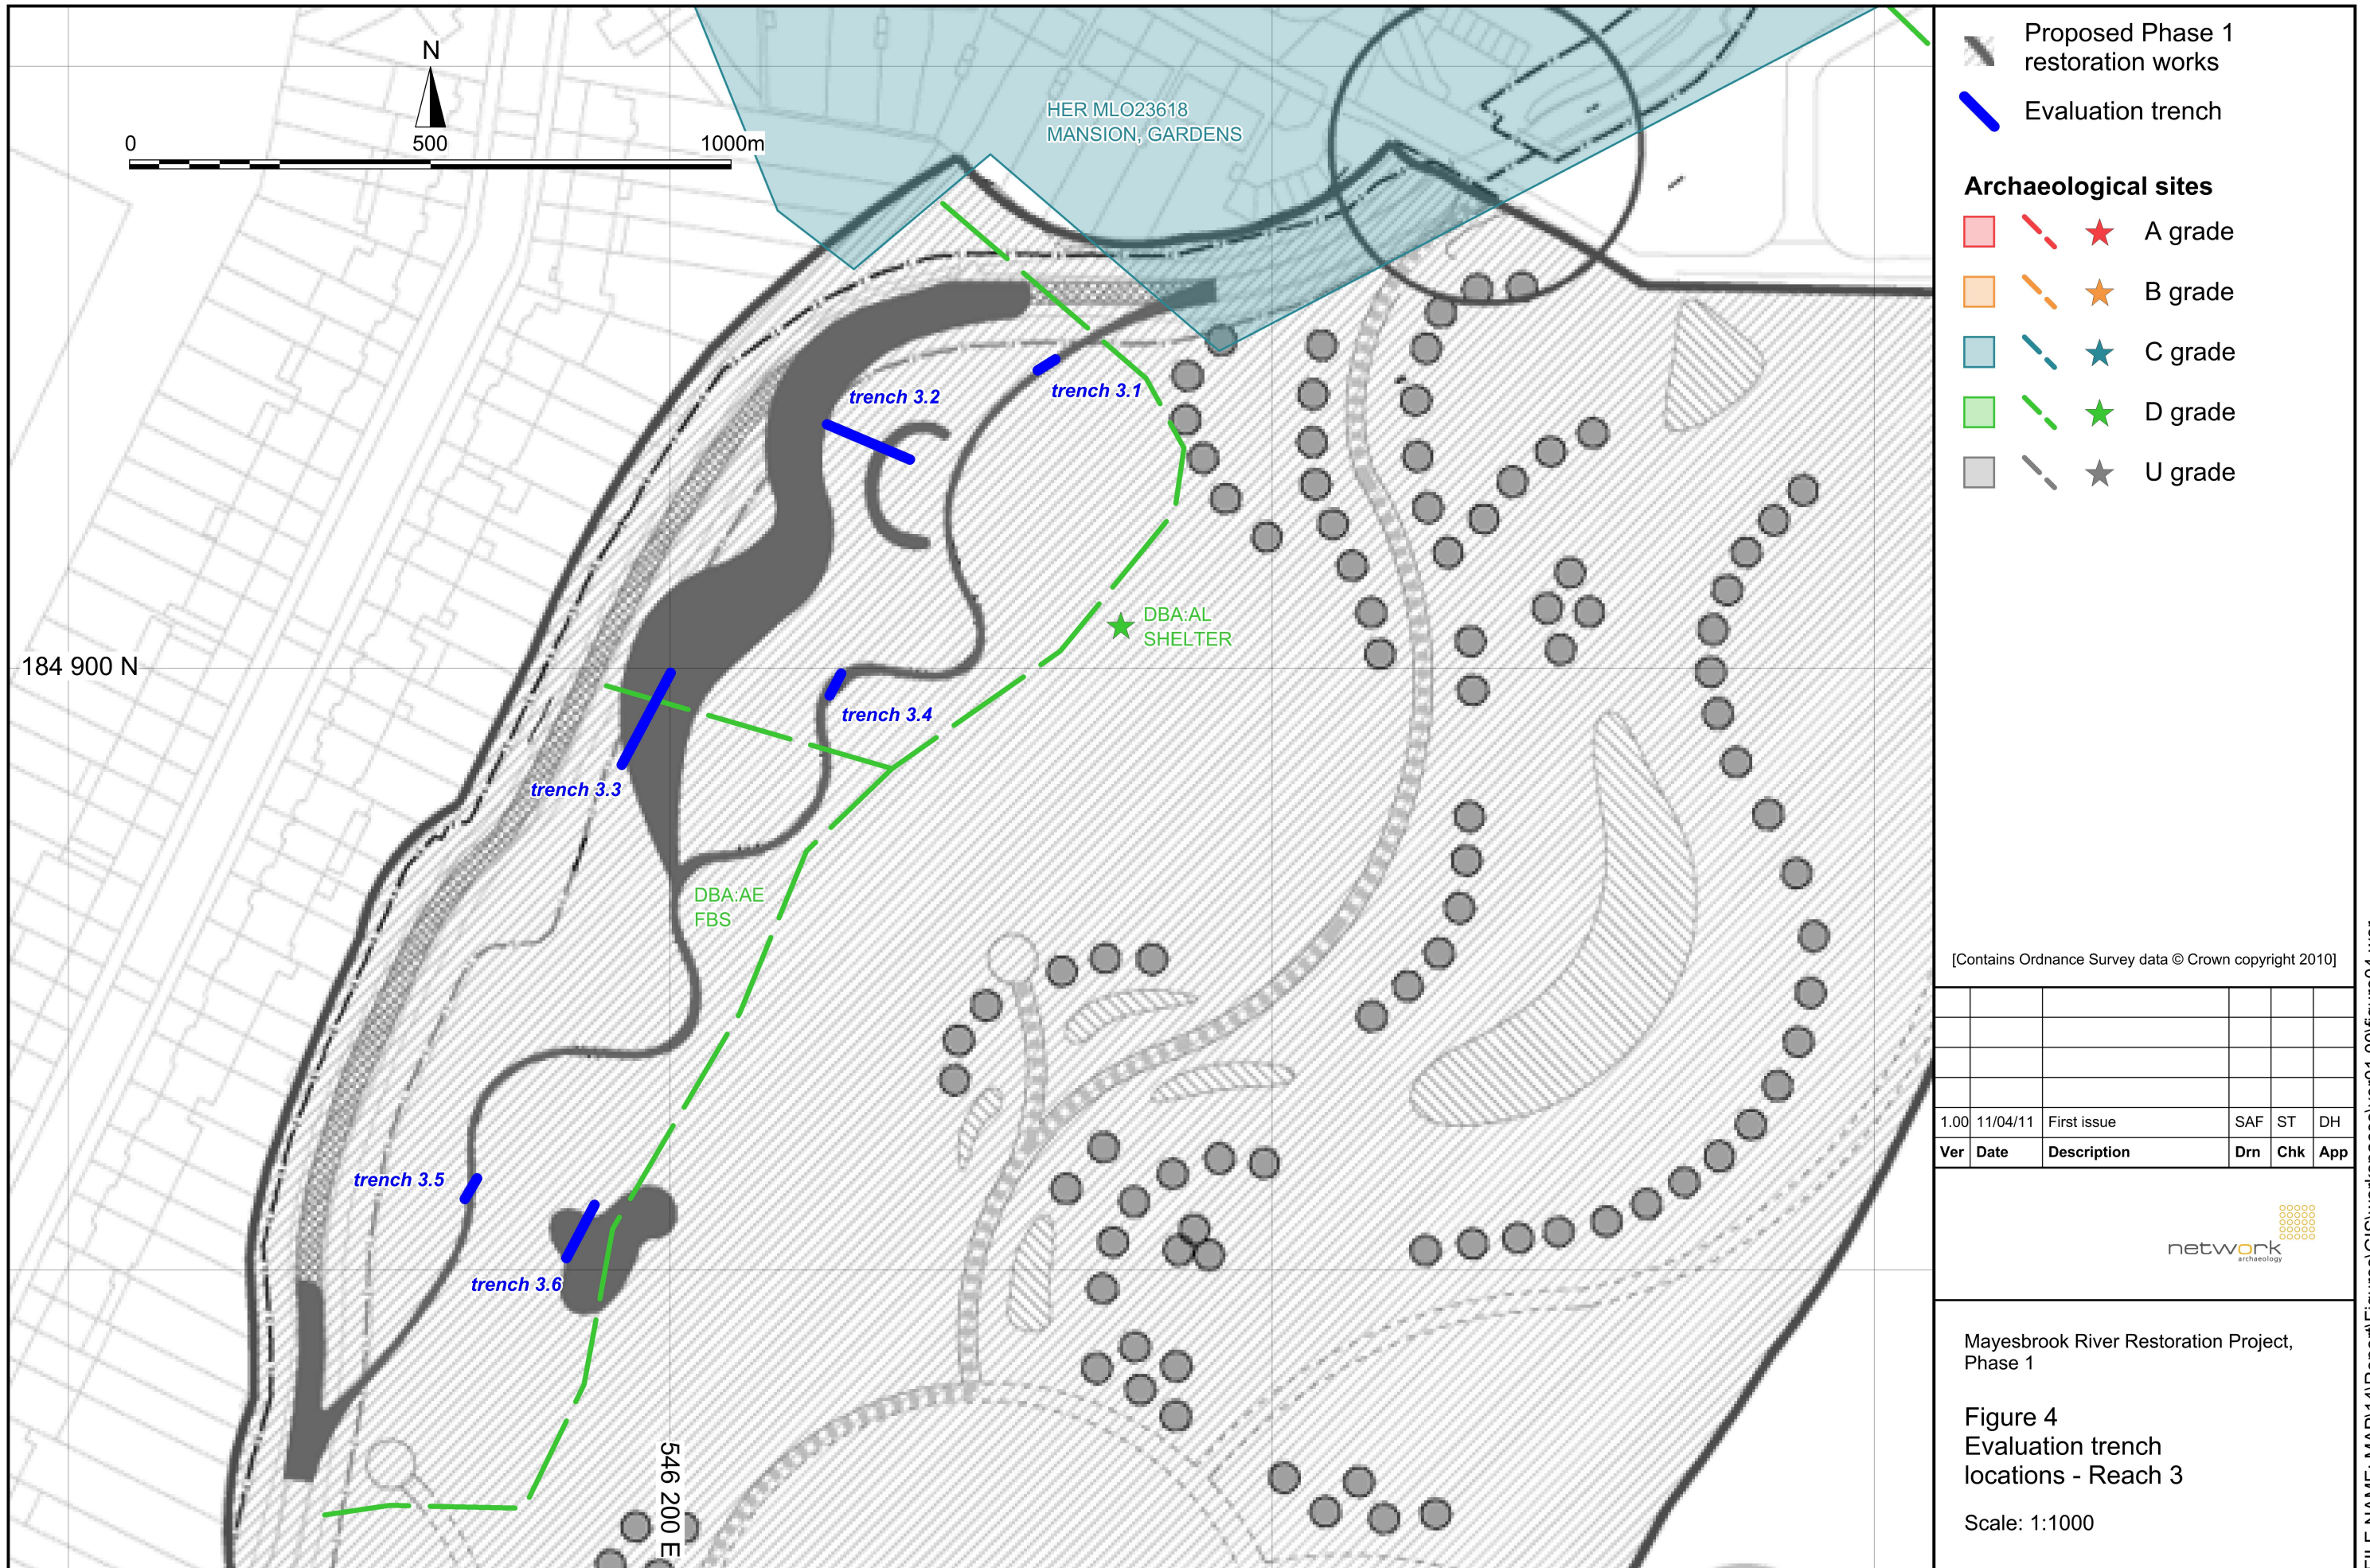 N
0 500 1000m
HER MLO23618
MANSION, GARDENS
trench 3.2
trench 3.1
DBA:AL
SHELTER
184 900 N
trench 3.4
trench 3.3
DBA:AE
FBS
trench 3.5
trench 3.6
546 200 E
Proposed Phase 1
restoration works
Evaluation trench
Archaeological sites
A grade
B grade
C grade
D grade
U grade
[Contains Ordnance Survey data © Crown copyright 2010]
1.00 11/04/11 First issue SAF ST DH
Ver Date Description Drn Chk App
network
archaeology
Mayesbrook River Restoration Project,
Phase 1
Figure 4
Evaluation trench
locations - Reach 3
Scale: 1:1000